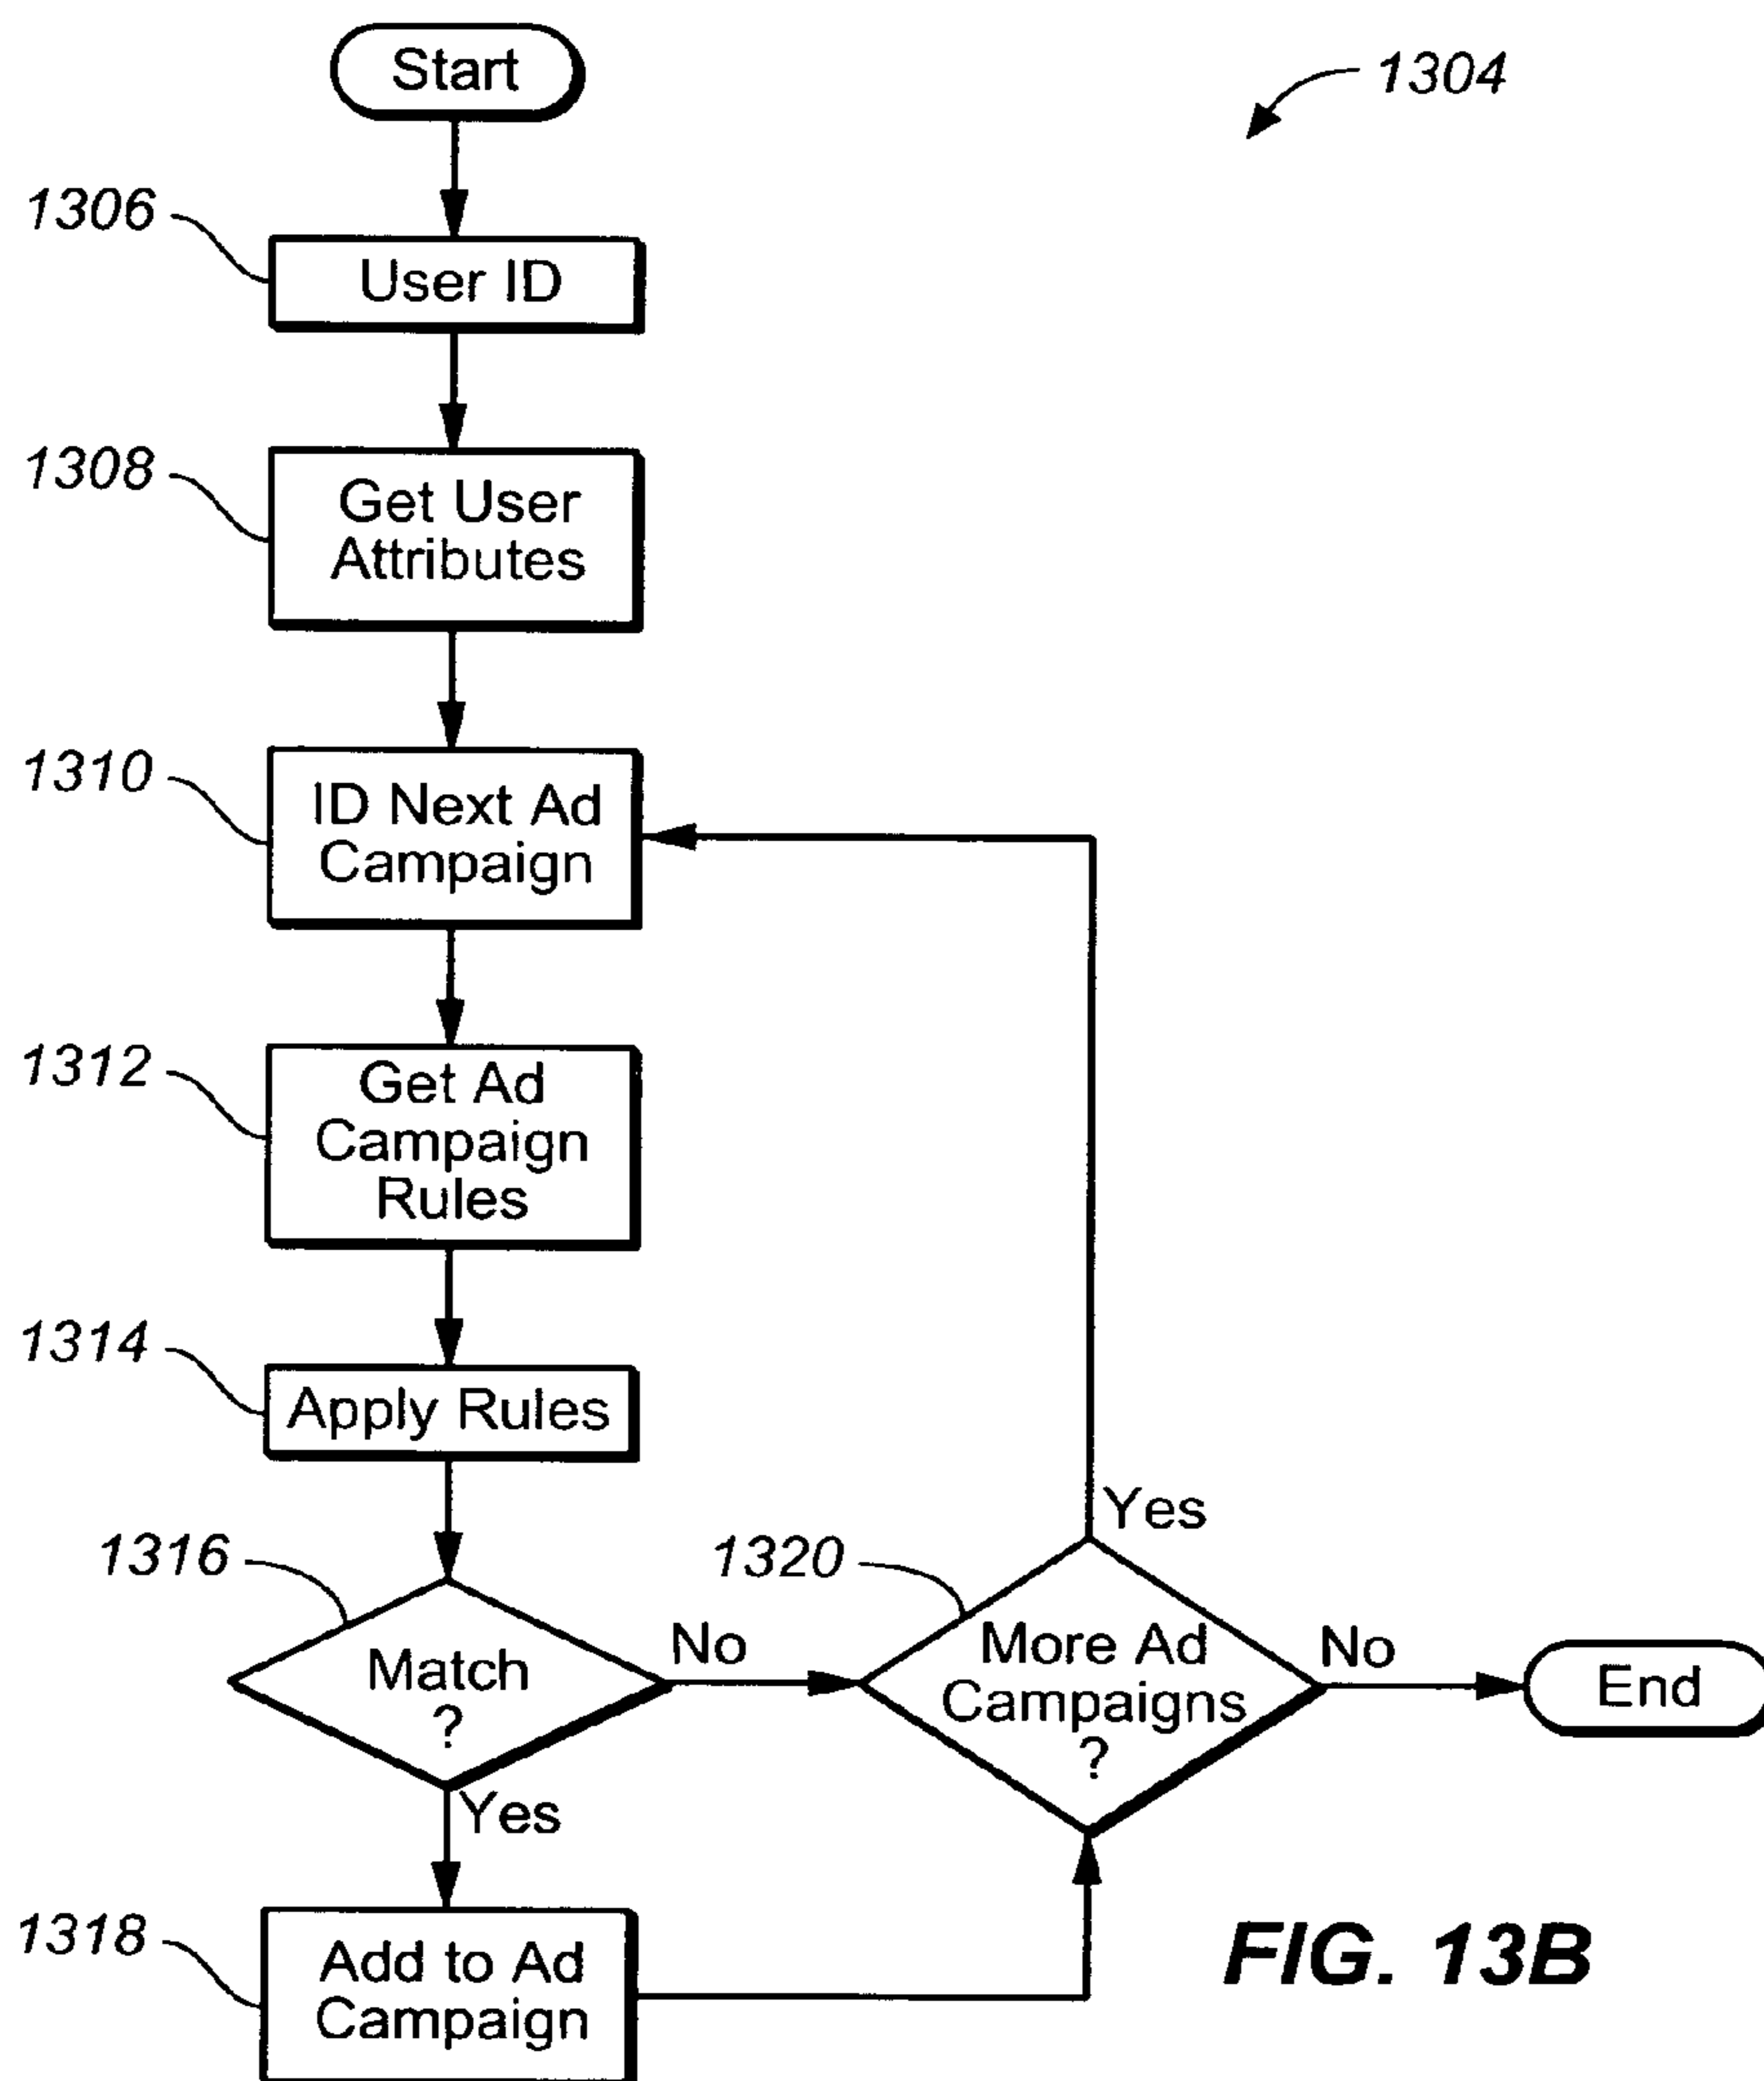 Start
1304
1306
User ID
1308
Get User
Attributes
1310
ID Next Ad
Campaign
1312
Get Ad
Campaign
Rules
1314
Apply Rules
Yes
1316
1320
Match
?
No
More Ad
Campaigns
?
No
End
Yes
1318
Add to Ad
Campaign
FIG. 13B